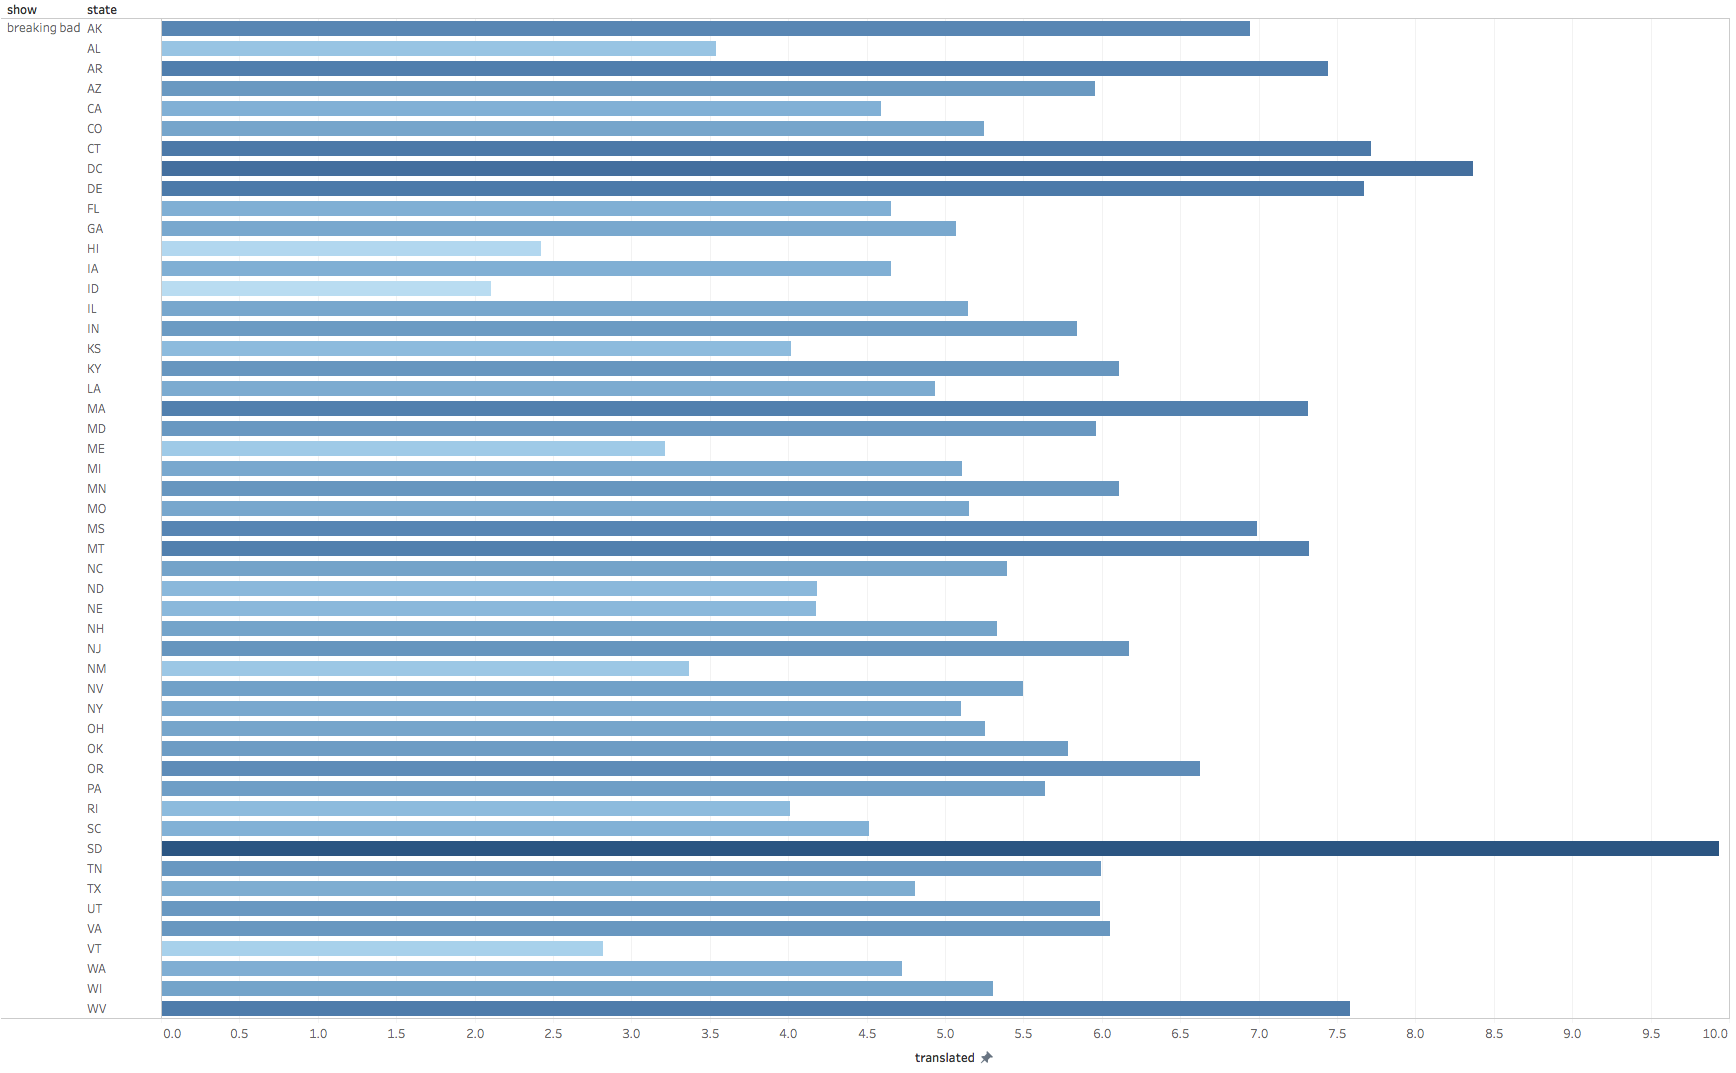 show state
breaking bad AK
AL
AR
AZ
CA
CO
CT
DC
DE
FL
GA
HI
IA
ID
IL
IN
KS
KY
LA
MA
MD
ME
MI
MN
MO
MS
MT
NC
ND
NE
NH
NJ
NM
NV
NY
OH
OK
OR
PA
RI
SC
SD
TN
TX
UT
VA
VT
WA
WI
WV
0.0 0.5 1.0 1.5 2.0 2.5 3.0 3.5 4.0 4.5 5.0 5.5 6.0 6.5 7.0 7.5 8.0 8.5 9.0 9.5 10.0
translated